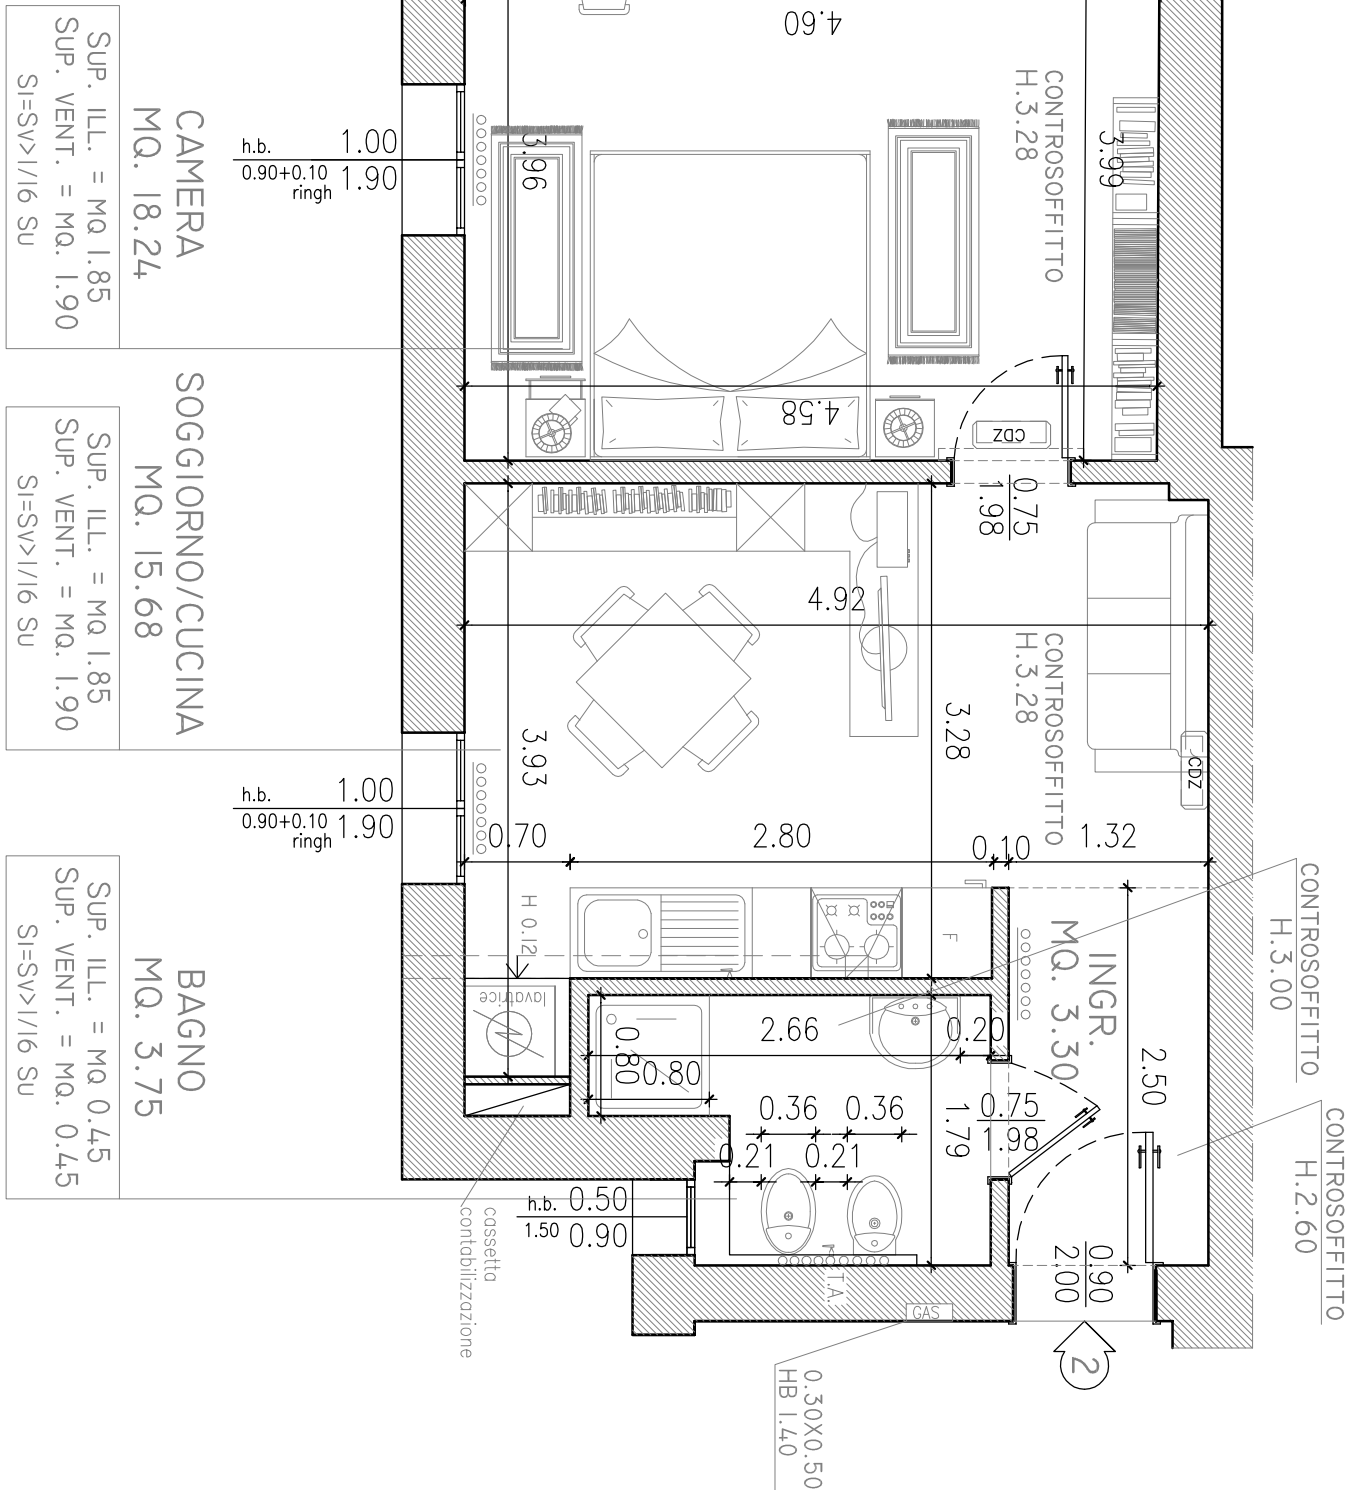 CAMERA
MQ. 18.24
SUP. ILL. = MQ 1.85
SUP. VENT. = MQ. 1.90
SI=SV>1/16 SU
SOGGIORNO/CUCINA
MQ. 15.68
SUP. ILL. = MQ 1.85
SUP. VENT. = MQ. 1.90
SI=SV>1/16 SU
BAGNO
MQ. 3.75
SUP. ILL. = MQ 0.45
SUP. VENT. = MQ. 0.45
SI=SV>1/16 SU
h.b. 1.00
0.90+0.10 1.90
ringh
h.b. 1.00
0.90+0.10 1.90
ringh
h.b. 0.50
1.50 0.90
4.60
3.96
3.99
CONTROSOFFITTO
H.3.28
4.58
CDZ
0.75
1.98
4.92
CONTROSOFFITTO
H.3.28
3.28
3.93
CDZ
0.70
2.80
0.10
1.32
H 0.12
F
INGR.
MQ. 3.30
2.50
CONTROSOFFITTO
H.3.00
CONTROSOFFITTO
H.2.60
lavatrice
2.66
0.20
0.80
0.80
0.75
1.98
1.79
0.36
0.36
0.21
0.21
0.90
2.00
2
T.A.
GAS
cassetta
contabilizzazione
0.30X0.50
HB 1.40